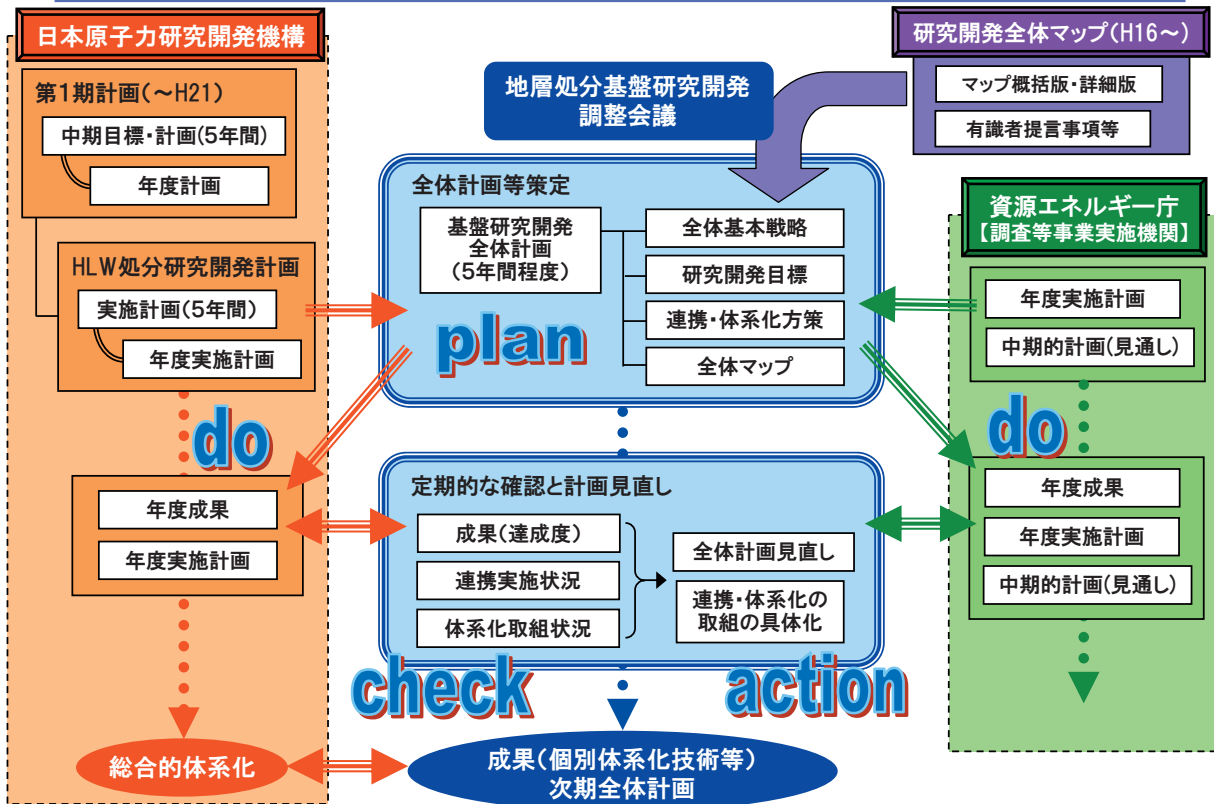 日本原子力研究開発機構
第1期計画(～H21)
中期目標・計画(5年間)
年度計画
HLW処分研究開発計画
実施計画(5年間)
年度実施計画
do
年度成果
年度実施計画
総合的体系化
地層処分基盤研究開発
調整会議
全体計画等策定
基盤研究開発
全体計画
(5年間程度)
全体基本戦略
研究開発目標
連携・体系化方策
全体マップ
plan
定期的な確認と計画見直し
成果(達成度)
連携実施状況
体系化取組状況
全体計画見直し
連携・体系化の
取組の具体化
check
action
成果(個別体系化技術等)
次期全体計画
研究開発全体マップ(H16～)
マップ概括版・詳細版
有識者提言事項等
資源エネルギー庁
【調査等事業実施機関】
年度実施計画
中期的計画(見通し)
do
年度成果
年度実施計画
中期的計画(見通し)